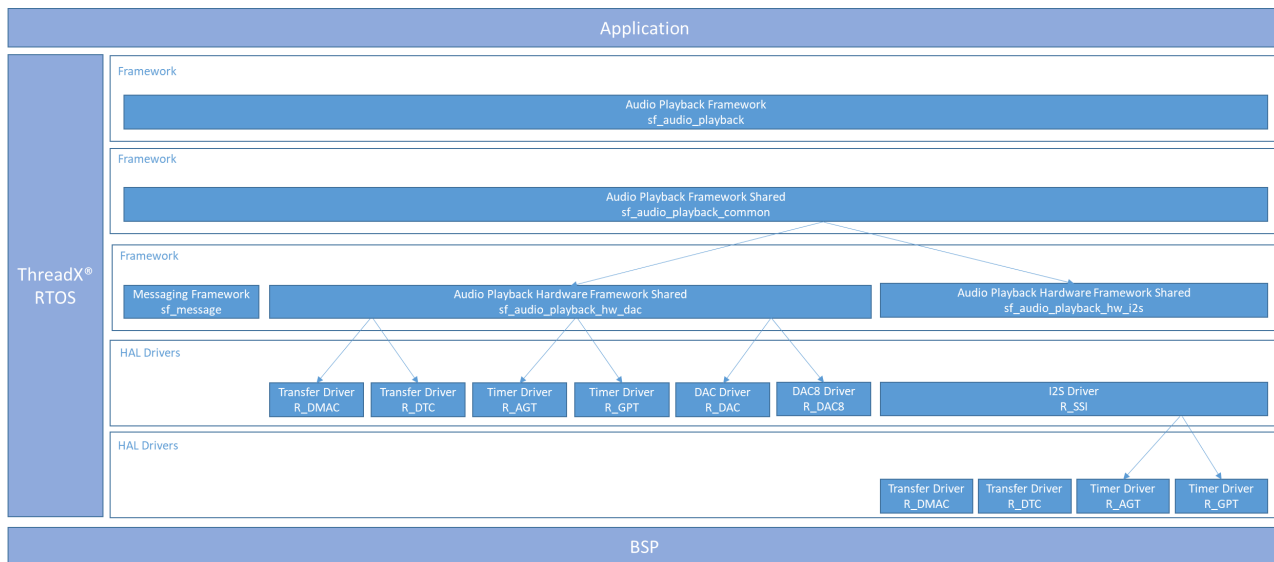 Application
ThreadX®
RTOS
Framework
Audio Playback Framework
sf_audio_playback
Framework
Audio Playback Framework Shared
sf_audio_playback_common
Framework
Messaging Framework
sf_message
Audio Playback Hardware Framework Shared
sf_audio_playback_hw_dac
Audio Playback Hardware Framework Shared
sf_audio_playback_hw_i2s
HAL Drivers
Transfer Driver
R_DMAC
Transfer Driver
R_DTC
Timer Driver
R_AGT
Timer Driver
R_GPT
DAC Driver
R_DAC
DAC8 Driver
R_DAC8
I2S Driver
R_SSI
HAL Drivers
Transfer Driver
R_DMAC
Transfer Driver
R_DTC
Timer Driver
R_AGT
Timer Driver
R_GPT
BSP